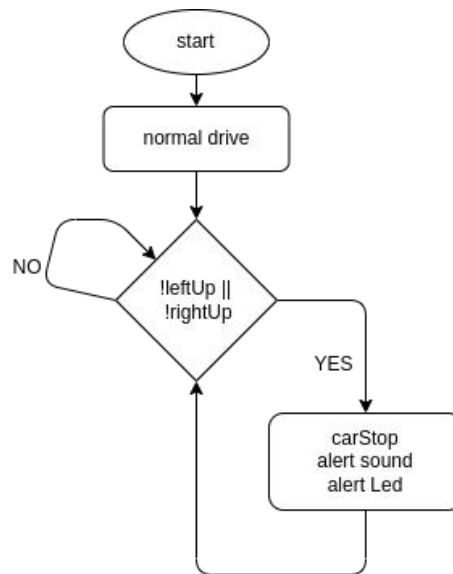 start
normal drive
!leftUp ||
!rightUp
NO
YES
carStop
alert sound
alert Led